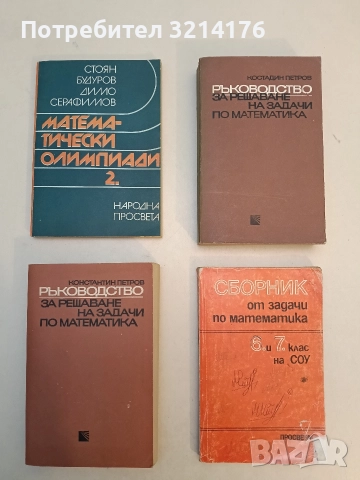 Потребител 3214176
СТОЯН
БУДУРОВ
ДИМО
СЕРАФИМОВ
МАТЕМА-
ТИЧЕСКИ
ОЛИМПИАДИ
2.
НАРОДНА
ПРОСВЕТА
КОСТАДИН ПЕТРОВ
РЪКОВОДСТВО
ЗА РЕШАВАНЕ
НА ЗАДАЧИ
ПО МАТЕМАТИКА
КОНСТАНТИН ПЕТРОВ
РЪКОВОДСТВО
ЗА РЕШАВАНЕ
НА ЗАДАЧИ
ПО МАТЕМАТИКА
СБОРНИК
от задачи
по математика
6. и 7. клас
на СОУ
bazar